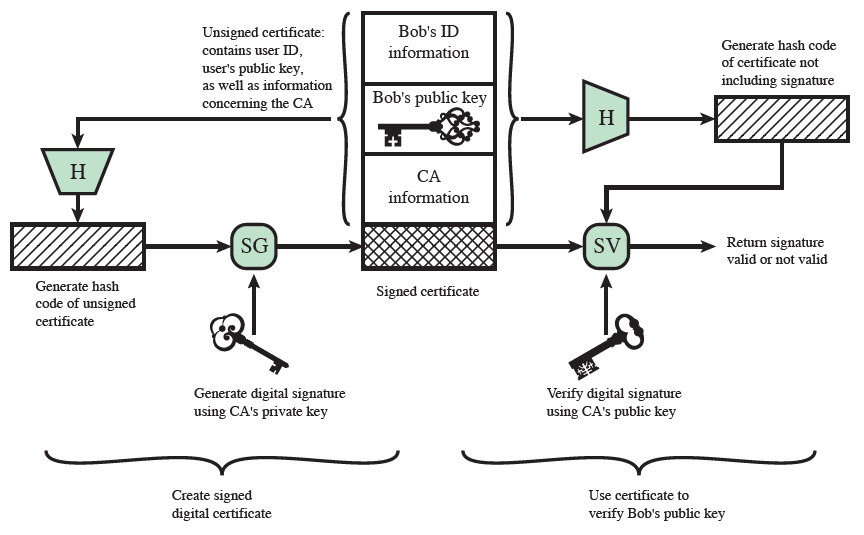 Unsigned certificate:
contains user ID,
user's public key,
as well as information
concerning the CA
Bob's ID
information
Bob's public key
CA
information
H
Generate hash code
of certificate not
including signature
H
SG
SV
Return signature
valid or not valid
Generate hash
code of unsigned
certificate
Signed certificate
Generate digital signature
using CA's private key
Verify digital signature
using CA's public key
Create signed
digital certificate
Use certificate to
verify Bob's public key